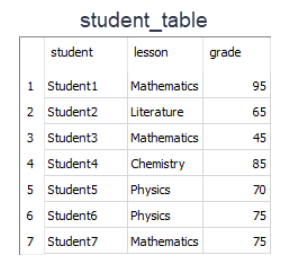 student_table
student lesson grade
1 Student1 Mathematics 95
2 Student2 Literature 65
3 Student3 Mathematics 45
4 Student4 Chemistry 85
5 Student5 Physics 70
6 Student6 Physics 75
7 Student7 Mathematics 75